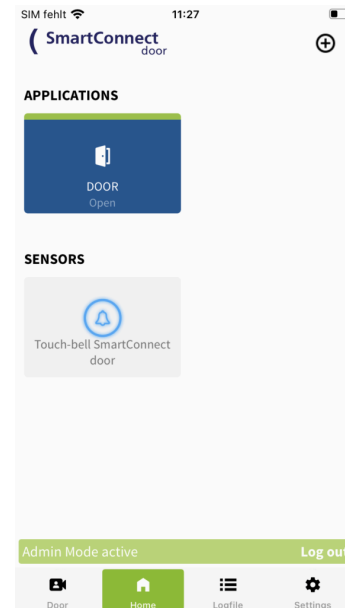 SIM fehlt 11:27
( SmartConnect
door
APPLICATIONS
DOOR
Open
SENSORS
Touch-bell SmartConnect
door
Admin Mode active Log out
Door Home Logfile Settings